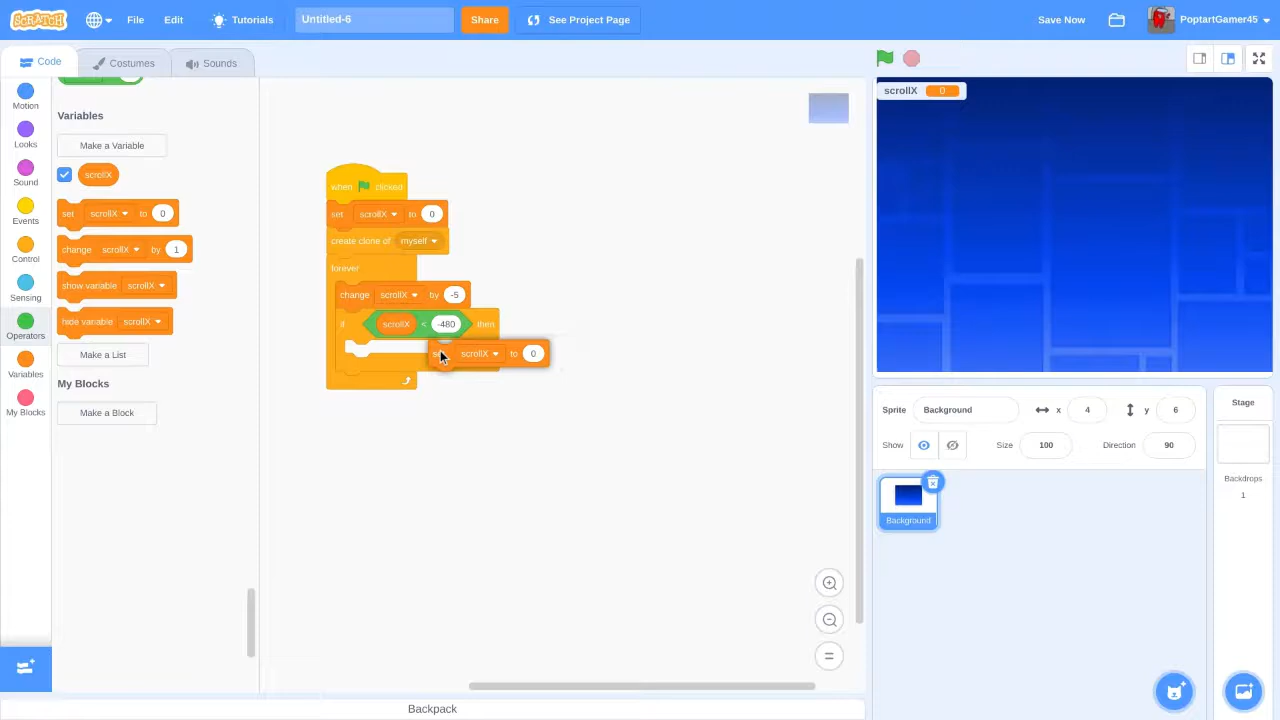 SCRATCH File Edit Tutorials Untitled-6 Share See Project Page Save Now PoptartGamer45
Code Costumes Sounds
Motion
Looks
Sound
Events
Control
Sensing
Operators
Variables
My Blocks
Variables
Make a Variable
scrollX
set scrollX to 0
change scrollX by 1
show variable scrollX
hide variable scrollX
Make a List
My Blocks
Make a Block
when clicked
set scrollX to 0
create clone of myself
forever
change scrollX by -5
if scrollX < -480 then
set scrollX to 0
Backpack
scrollX 0
Sprite Background x 4 y 6
Show Size 100 Direction 90
Background
Stage
Backdrops
1